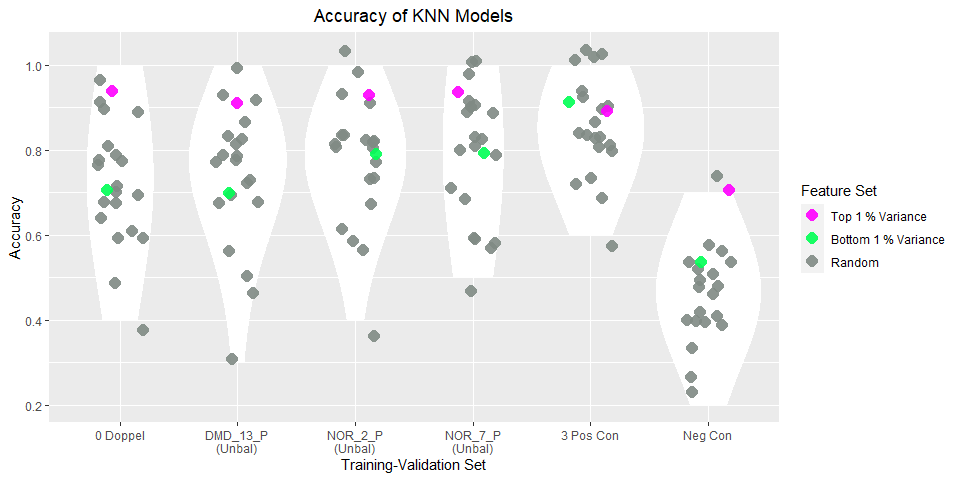 Accuracy of KNN Models
Accuracy
1.0
0.8
0.6
0.4
0.2
0 Doppel
DMD_13_P
(Unbal)
NOR_2_P
(Unbal)
NOR_7_P
(Unbal)
3 Pos Con
Neg Con
Training-Validation Set
Feature Set
Top 1 % Variance
Bottom 1 % Variance
Random